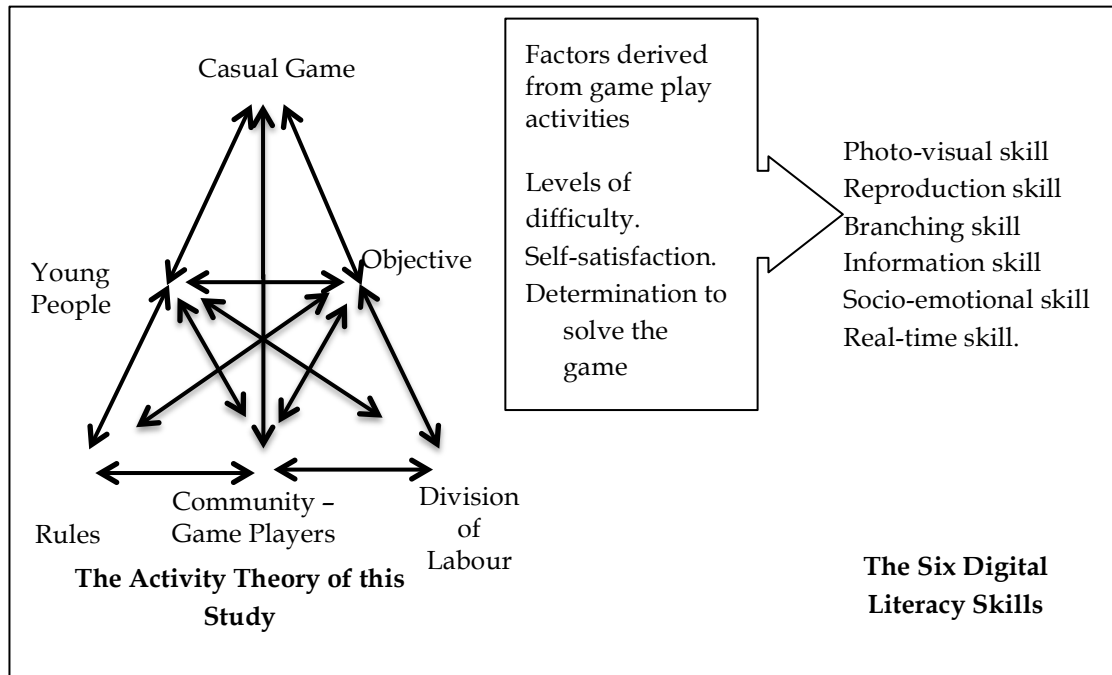 Casual Game
Young
People
Objective
Rules
Community –
Game Players
Division
of
Labour
The Activity Theory of this
Study
Factors derived
from game play
activities
Levels of
difficulty.
Self-satisfaction.
Determination to
solve the
game
Photo-visual skill
Reproduction skill
Branching skill
Information skill
Socio-emotional skill
Real-time skill.
The Six Digital
Literacy Skills